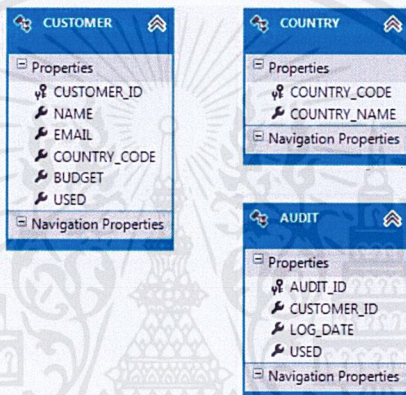 CUSTOMER
Properties
CUSTOMER_ID
NAME
EMAIL
COUNTRY_CODE
BUDGET
USED
Navigation Properties
COUNTRY
Properties
COUNTRY_CODE
COUNTRY_NAME
Navigation Properties
AUDIT
Properties
AUDIT_ID
CUSTOMER_ID
LOG_DATE
USED
Navigation Properties